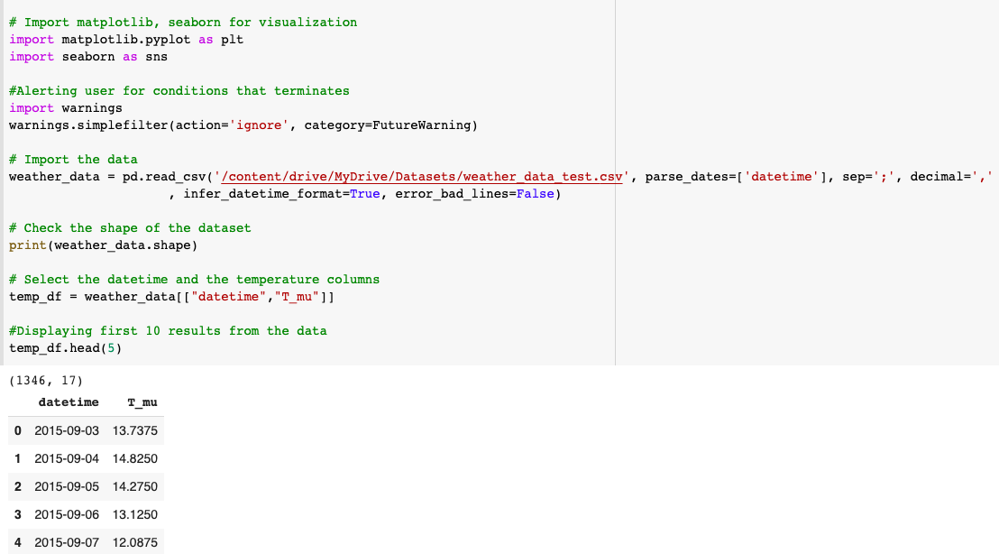 # Import matplotlib, seaborn for visualization
import matplotlib.pyplot as plt
import seaborn as sns
#Alerting user for conditions that terminates
import warnings
warnings.simplefilter(action='ignore', category=FutureWarning)
# Import the data
weather_data = pd.read_csv('/content/drive/MyDrive/Datasets/weather_data_test.csv', parse_dates=['datetime'], sep=';', decimal=','
, infer_datetime_format=True, error_bad_lines=False)
# Check the shape of the dataset
print(weather_data.shape)
# Select the datetime and the temperature columns
temp_df = weather_data[["datetime","T_mu"]]
#Displaying first 10 results from the data
temp_df.head(5)
(1346, 17)
datetime T_mu
0 2015-09-03 13.7375
1 2015-09-04 14.8250
2 2015-09-05 14.2750
3 2015-09-06 13.1250
4 2015-09-07 12.0875